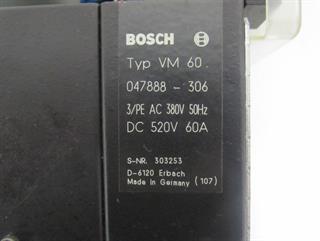 BOSCH
Typ VM 60.
047888 - 306
3/PE AC 380V 50Hz
DC 520V 60A
S-NR. 303253
D-6120 Erbach
Made in Germany (107)